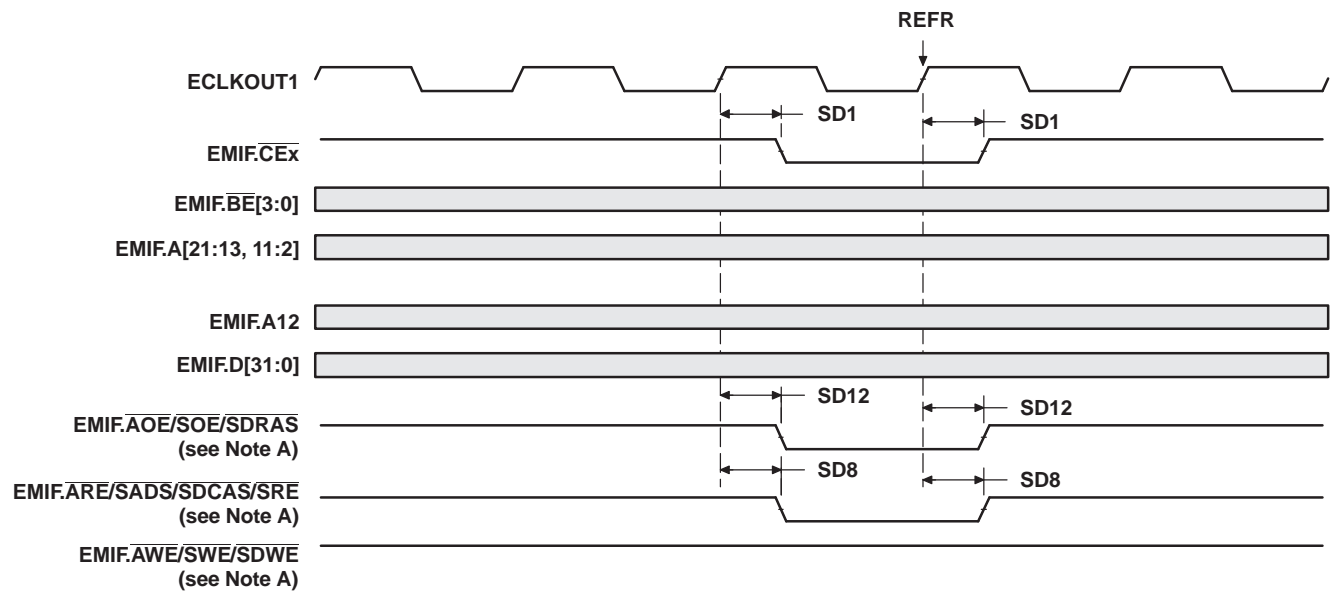 REFR
ECLKOUT1
SD1
SD1
EMIF.CEx
EMIF.BE[3:0]
EMIF.A[21:13, 11:2]
EMIF.A12
EMIF.D[31:0]
SD12
SD12
EMIF.AOE/SOE/SDRAS
(see Note A)
SD8
SD8
EMIF.ARE/SADS/SDCAS/SRE
(see Note A)
EMIF.AWE/SWE/SDWE
(see Note A)